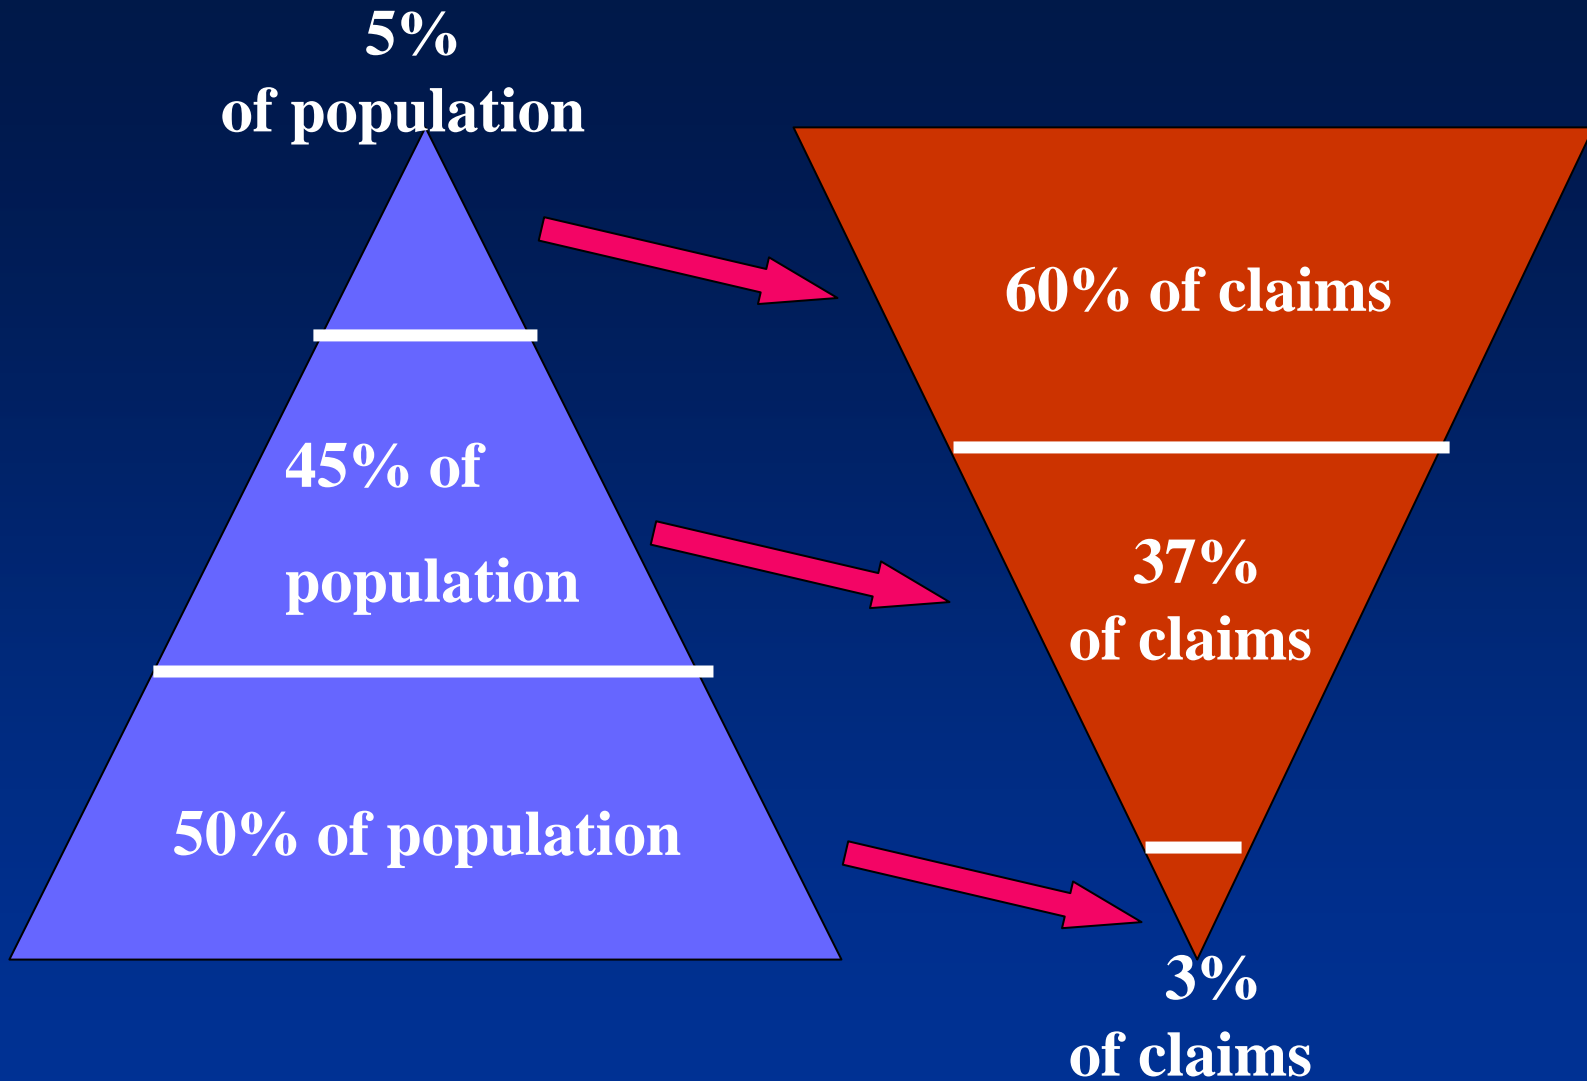 5%
of population
60% of claims
45% of
population
37%
of claims
50% of population
3%
of claims